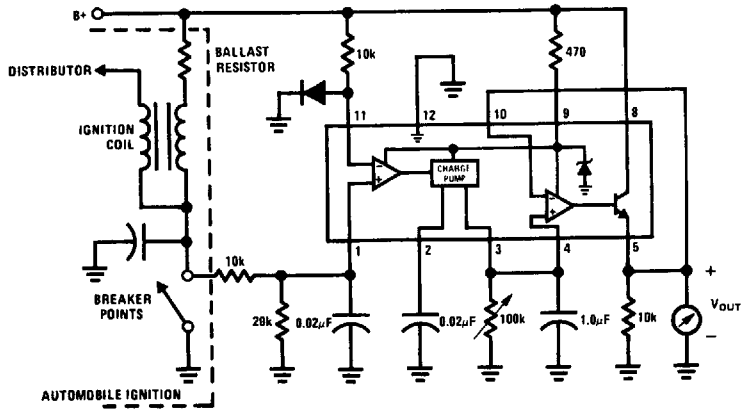 B+
BALLAST
RESISTOR
DISTRIBUTOR
IGNITION
COIL
10k
470
11
12
10
9
8
CHARGE
PUMP
1
2
3
4
5
10k
BREAKER
POINTS
20k
0.02μF
0.02μF
100k
1.0μF
10k
+
VOUT
−
AUTOMOBILE IGNITION